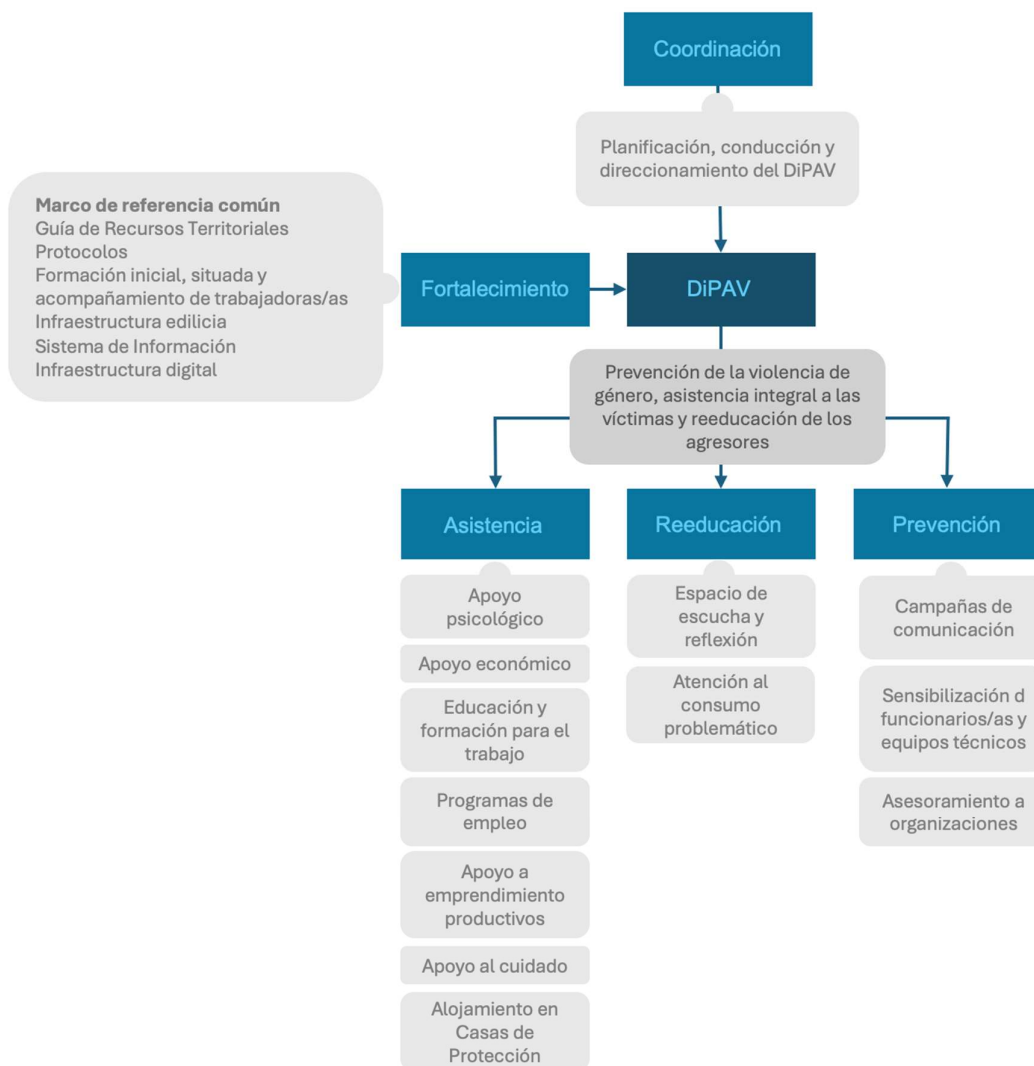 Coordinación
Planificación, conducción y
direccionamiento del DiPAV
Marco de referencia común
Guía de Recursos Territoriales
Protocolos
Formación inicial, situada y
acompañamiento de trabajadoras/as
Infraestructura edilicia
Sistema de Información
Infraestructura digital
Fortalecimiento
DiPAV
Prevención de la violencia de
género, asistencia integral a las
víctimas y reeducación de los
agresores
Asistencia
Apoyo
psicológico
Apoyo económico
Educación y
formación para el
trabajo
Programas de
empleo
Apoyo a
emprendimiento
productivos
Apoyo al cuidado
Alojamiento en
Casas de
Protección
Reeducación
Espacio de
escucha y
reflexión
Atención al
consumo
problemático
Prevención
Campañas de
comunicación
Sensibilización d
funcionarios/as y
equipos técnicos
Asesoramiento a
organizaciones